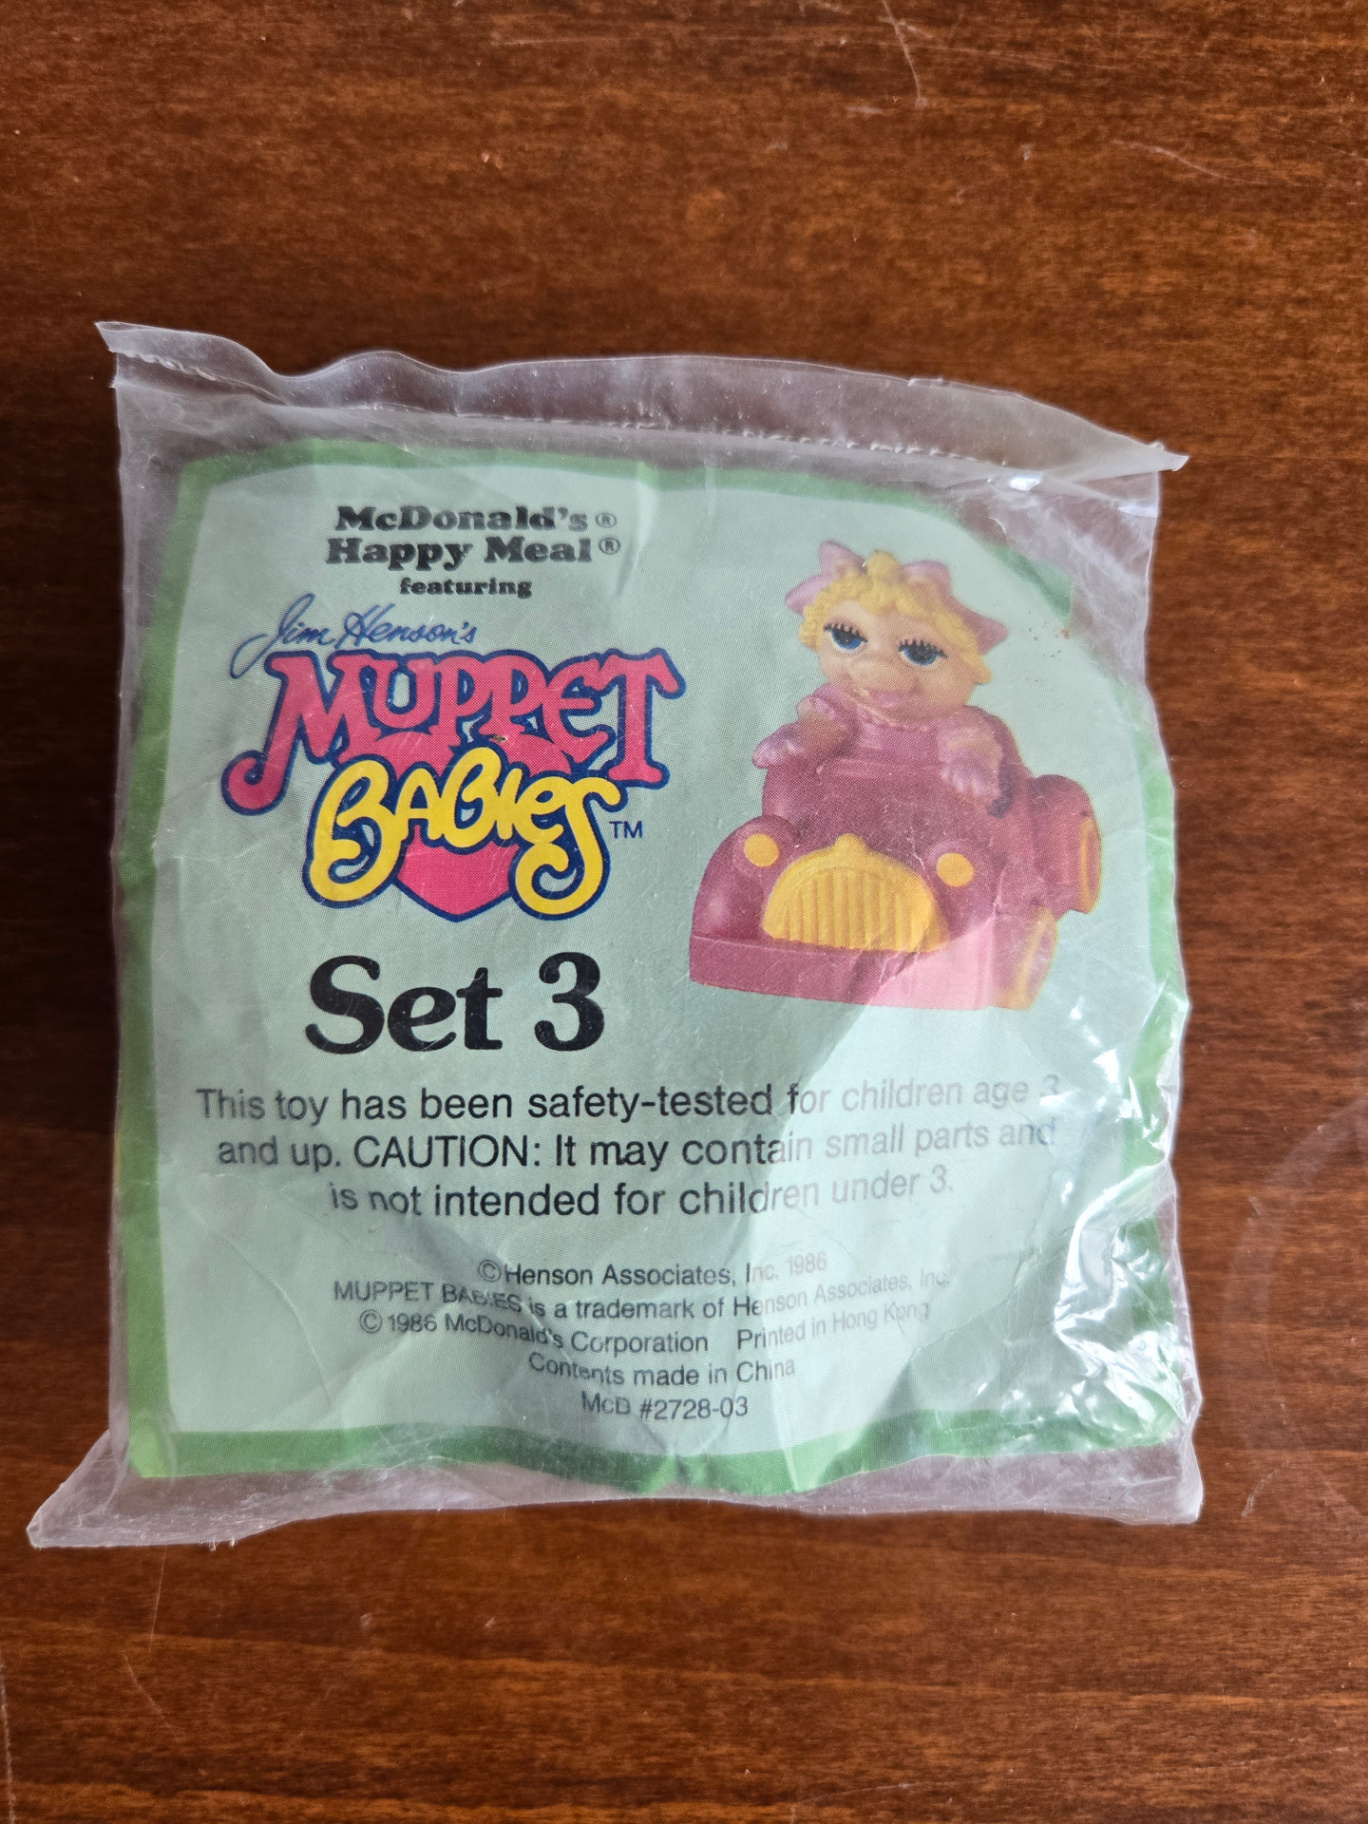 McDonald's®
Happy Meal®
featuring
Jim Henson's
MUPPET
BABIES™
Set 3
This toy has been safety-tested for children age 3
and up. CAUTION: It may contain small parts and
is not intended for children under 3.
©Henson Associates, Inc. 1986
MUPPET BABIES is a trademark of Henson Associates, Inc.
©1986 McDonald's Corporation Printed in Hong Kong
Contents made in China
McD #2728-03